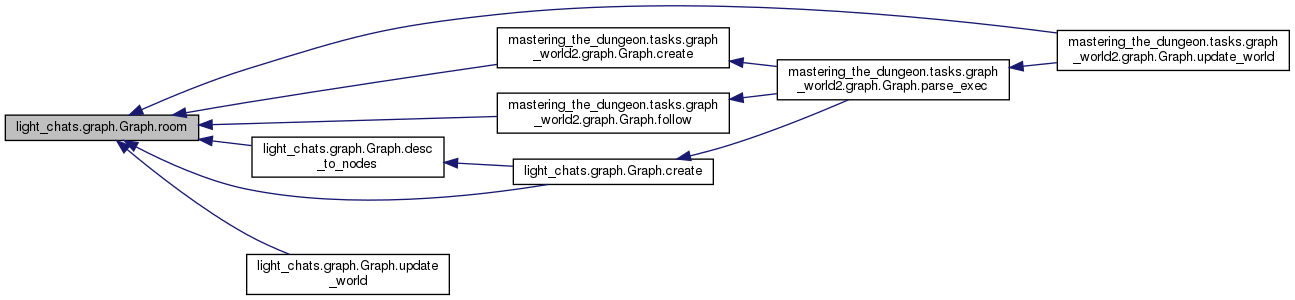 mastering_the_dungeon.tasks.graph
_world2.graph.Graph.create
mastering_the_dungeon.tasks.graph
_world2.graph.Graph.update_world
mastering_the_dungeon.tasks.graph
_world2.graph.Graph.parse_exec
mastering_the_dungeon.tasks.graph
_world2.graph.Graph.follow
light_chats.graph.Graph.room
light_chats.graph.Graph.desc
_to_nodes
light_chats.graph.Graph.create
light_chats.graph.Graph.update
_world